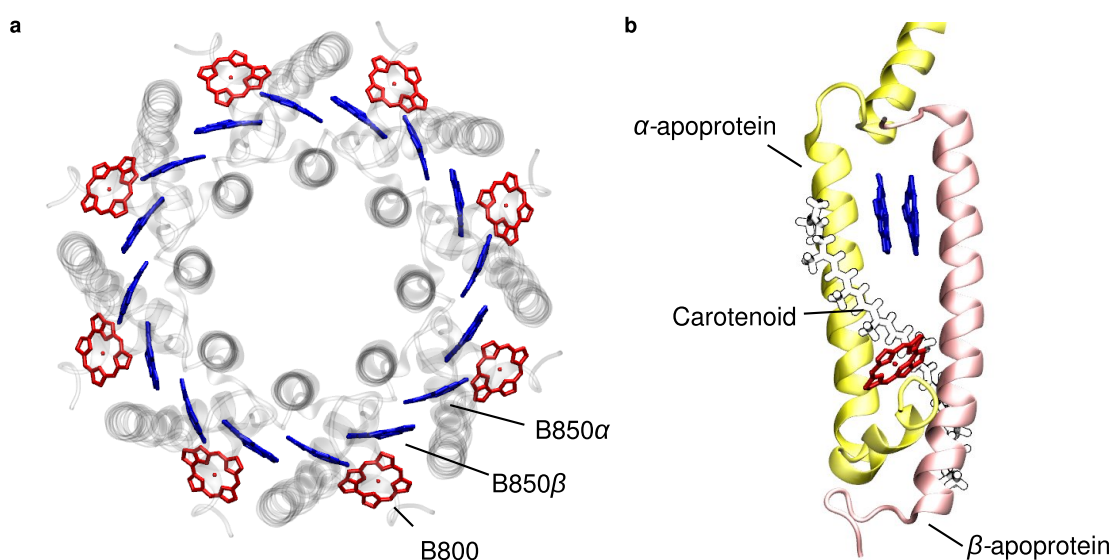 a
B850α
B850β
B800
b
α-apoprotein
Carotenoid
β-apoprotein